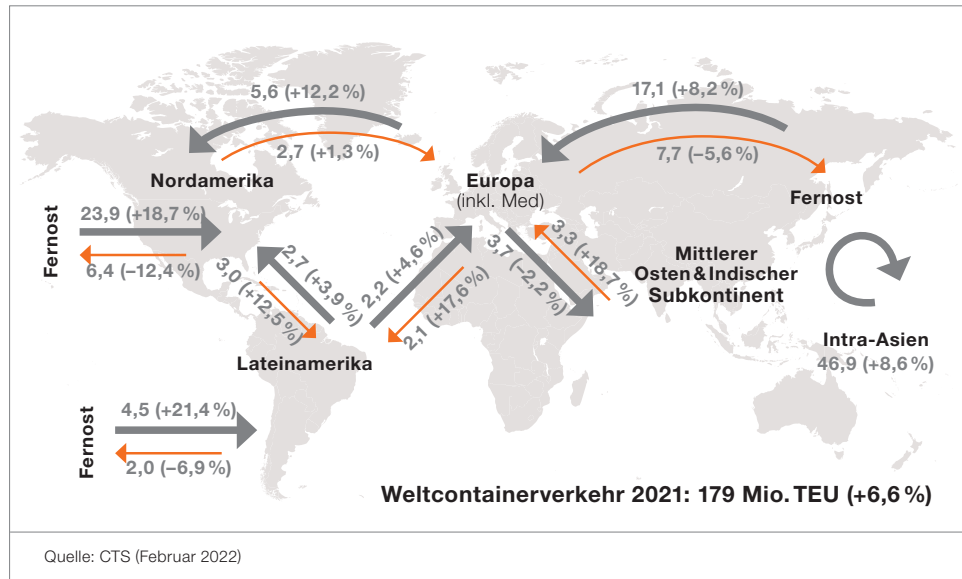 5,6 (+12,2 %)
17,1 (+8,2 %)
2,7 (+1,3 %)
7,7 (−5,6 %)
Nordamerika
Europa
(inkl. Med)
Fernost
Fernost
23,9 (+18,7 %)
6,4 (−12,4 %)
3,0 (+12,5 %)
2,7 (+3,9 %)
2,2 (+4,6 %)
2,1 (+17,6 %)
3,7 (−2,2 %)
3,3 (+18,7 %)
Mittlerer
Osten & Indischer
Subkontinent
Lateinamerika
Intra-Asien
46,9 (+8,6 %)
Fernost
4,5 (+21,4 %)
2,0 (−6,9 %)
Weltcontainerverkehr 2021: 179 Mio. TEU (+6,6 %)
Quelle: CTS (Februar 2022)